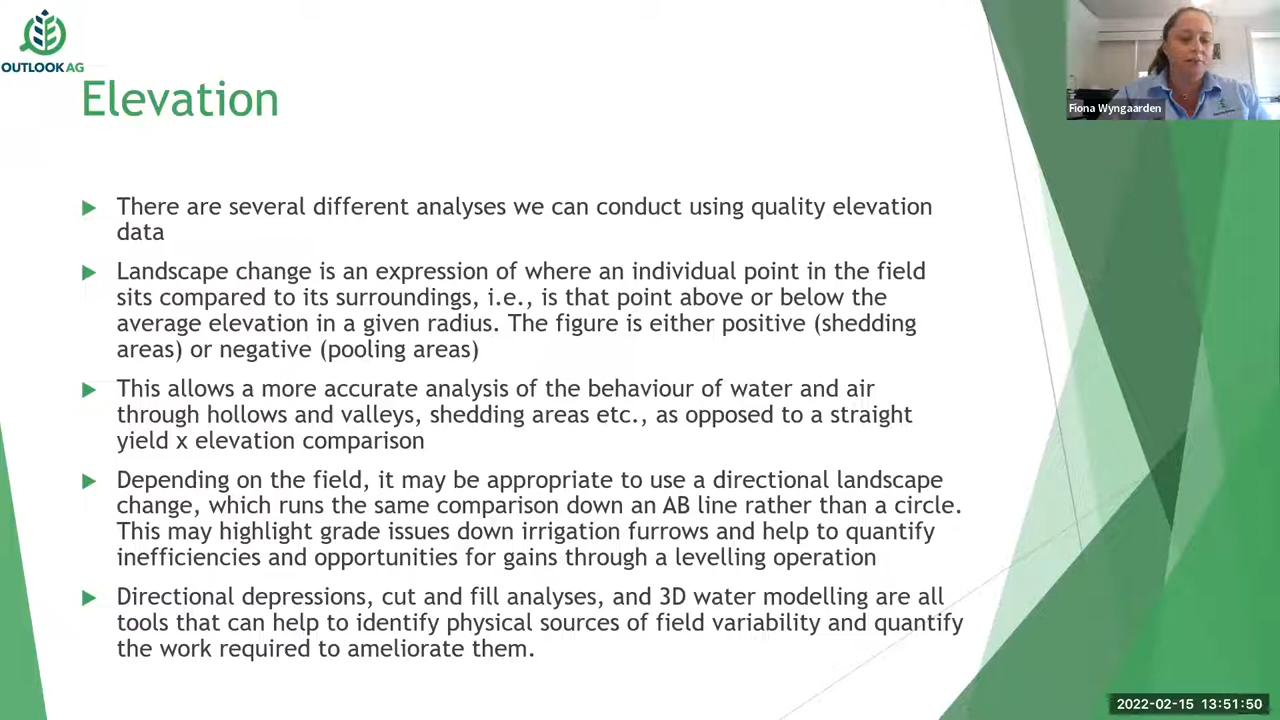 OUTLOOKAG
Elevation
Fiona Wyngaarden
There are several different analyses we can conduct using quality elevation
data
Landscape change is an expression of where an individual point in the field
sits compared to its surroundings, i.e., is that point above or below the
average elevation in a given radius. The figure is either positive (shedding
areas) or negative (pooling areas)
This allows a more accurate analysis of the behaviour of water and air
through hollows and valleys, shedding areas etc., as opposed to a straight
yield x elevation comparison
Depending on the field, it may be appropriate to use a directional landscape
change, which runs the same comparison down an AB line rather than a circle.
This may highlight grade issues down irrigation furrows and help to quantify
inefficiencies and opportunities for gains through a levelling operation
Directional depressions, cut and fill analyses, and 3D water modelling are all
tools that can help to identify physical sources of field variability and quantify
the work required to ameliorate them.
2022-02-15 13:51:50